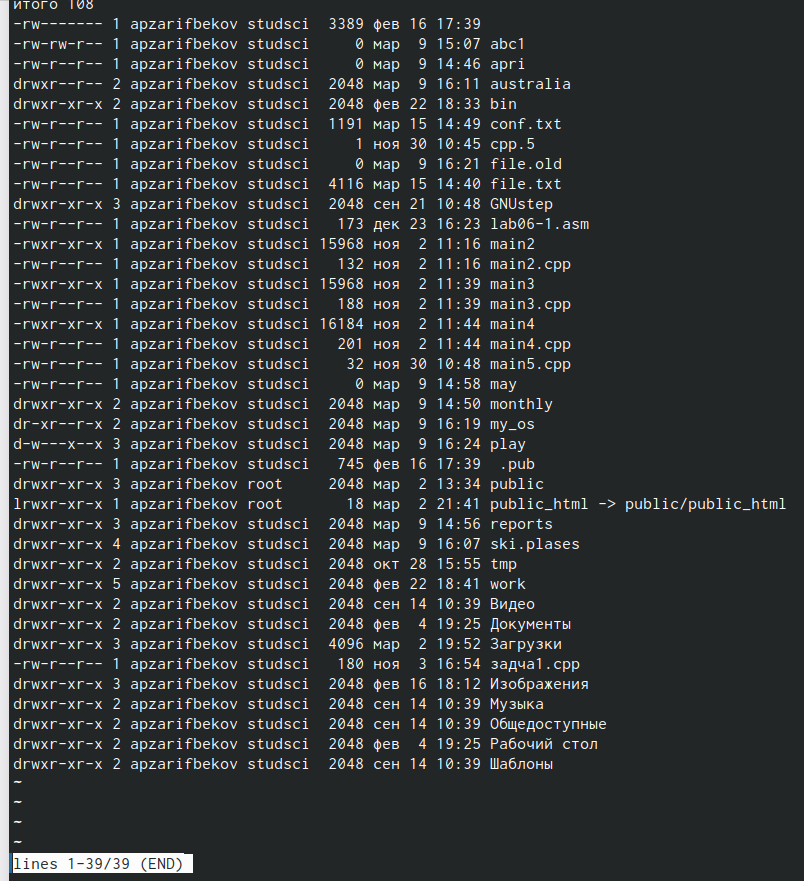 итого 108
-rw------- 1 apzarifbekov studsci  3389 фев 16 17:39
-rw-rw-r-- 1 apzarifbekov studsci     0 мар  9 15:07 abc1
-rw-r--r-- 1 apzarifbekov studsci     0 мар  9 14:46 apri
drwxr--r-- 2 apzarifbekov studsci  2048 мар  9 16:11 australia
drwxr-xr-x 2 apzarifbekov studsci  2048 фев 22 18:33 bin
-rw-r--r-- 1 apzarifbekov studsci  1191 мар 15 14:49 conf.txt
-rw-r--r-- 1 apzarifbekov studsci     1 ноя 30 10:45 cpp.5
-rw-r--r-- 1 apzarifbekov studsci     0 мар  9 16:21 file.old
-rw-r--r-- 1 apzarifbekov studsci  4116 мар 15 14:40 file.txt
drwxr-xr-x 3 apzarifbekov studsci  2048 сен 21 10:48 GNUstep
-rw-r--r-- 1 apzarifbekov studsci   173 дек 23 16:23 lab06-1.asm
-rwxr-xr-x 1 apzarifbekov studsci 15968 ноя  2 11:16 main2
-rw-r--r-- 1 apzarifbekov studsci   132 ноя  2 11:16 main2.cpp
-rwxr-xr-x 1 apzarifbekov studsci 15968 ноя  2 11:39 main3
-rw-r--r-- 1 apzarifbekov studsci   188 ноя  2 11:39 main3.cpp
-rwxr-xr-x 1 apzarifbekov studsci 16184 ноя  2 11:44 main4
-rw-r--r-- 1 apzarifbekov studsci   201 ноя  2 11:44 main4.cpp
-rw-r--r-- 1 apzarifbekov studsci    32 ноя 30 10:48 main5.cpp
-rw-r--r-- 1 apzarifbekov studsci     0 мар  9 14:58 may
drwxr-xr-x 2 apzarifbekov studsci  2048 мар  9 14:50 monthly
dr-xr--r-- 2 apzarifbekov studsci  2048 мар  9 16:19 my_os
d-w---x--x 3 apzarifbekov studsci  2048 мар  9 16:24 play
-rw-r--r-- 1 apzarifbekov studsci   745 фев 16 17:39  .pub
drwxr-xr-x 3 apzarifbekov root     2048 мар  2 13:34 public
lrwxr-xr-x 1 apzarifbekov root       18 мар  2 21:41 public_html -> public/public_html
drwxr-xr-x 3 apzarifbekov studsci  2048 мар  9 14:56 reports
drwxr-xr-x 4 apzarifbekov studsci  2048 мар  9 16:07 ski.plases
drwxr-xr-x 2 apzarifbekov studsci  2048 окт 28 15:55 tmp
drwxr-xr-x 5 apzarifbekov studsci  2048 фев 22 18:41 work
drwxr-xr-x 2 apzarifbekov studsci  2048 сен 14 10:39 Видео
drwxr-xr-x 2 apzarifbekov studsci  2048 фев  4 19:25 Документы
drwxr-xr-x 3 apzarifbekov studsci  4096 мар  2 19:52 Загрузки
-rw-r--r-- 1 apzarifbekov studsci   180 ноя  3 16:54 задча1.cpp
drwxr-xr-x 3 apzarifbekov studsci  2048 фев 16 18:12 Изображения
drwxr-xr-x 2 apzarifbekov studsci  2048 сен 14 10:39 Музыка
drwxr-xr-x 2 apzarifbekov studsci  2048 сен 14 10:39 Общедоступные
drwxr-xr-x 2 apzarifbekov studsci  2048 фев  4 19:25 Рабочий стол
drwxr-xr-x 2 apzarifbekov studsci  2048 сен 14 10:39 Шаблоны
~
~
~
~
lines 1-39/39 (END)